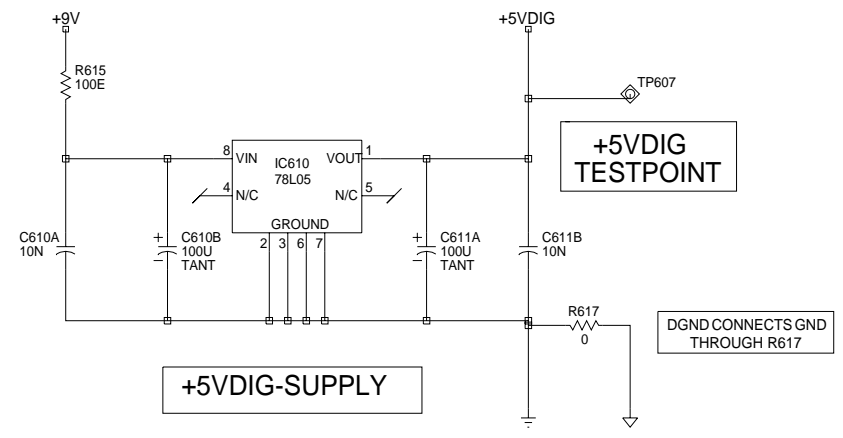 +9V
+5VDIG
R615
100E
TP607
8
VIN
IC610
78L05
VOUT
1
+5VDIG
TESTPOINT
4
N/C
N/C
5
GROUND
2
3
6
7
C610A
10N
+
C610B
100U
TANT
+
C611A
100U
TANT
C611B
10N
R617
0
DGND CONNECTS GND
THROUGH R617
+5VDIG-SUPPLY